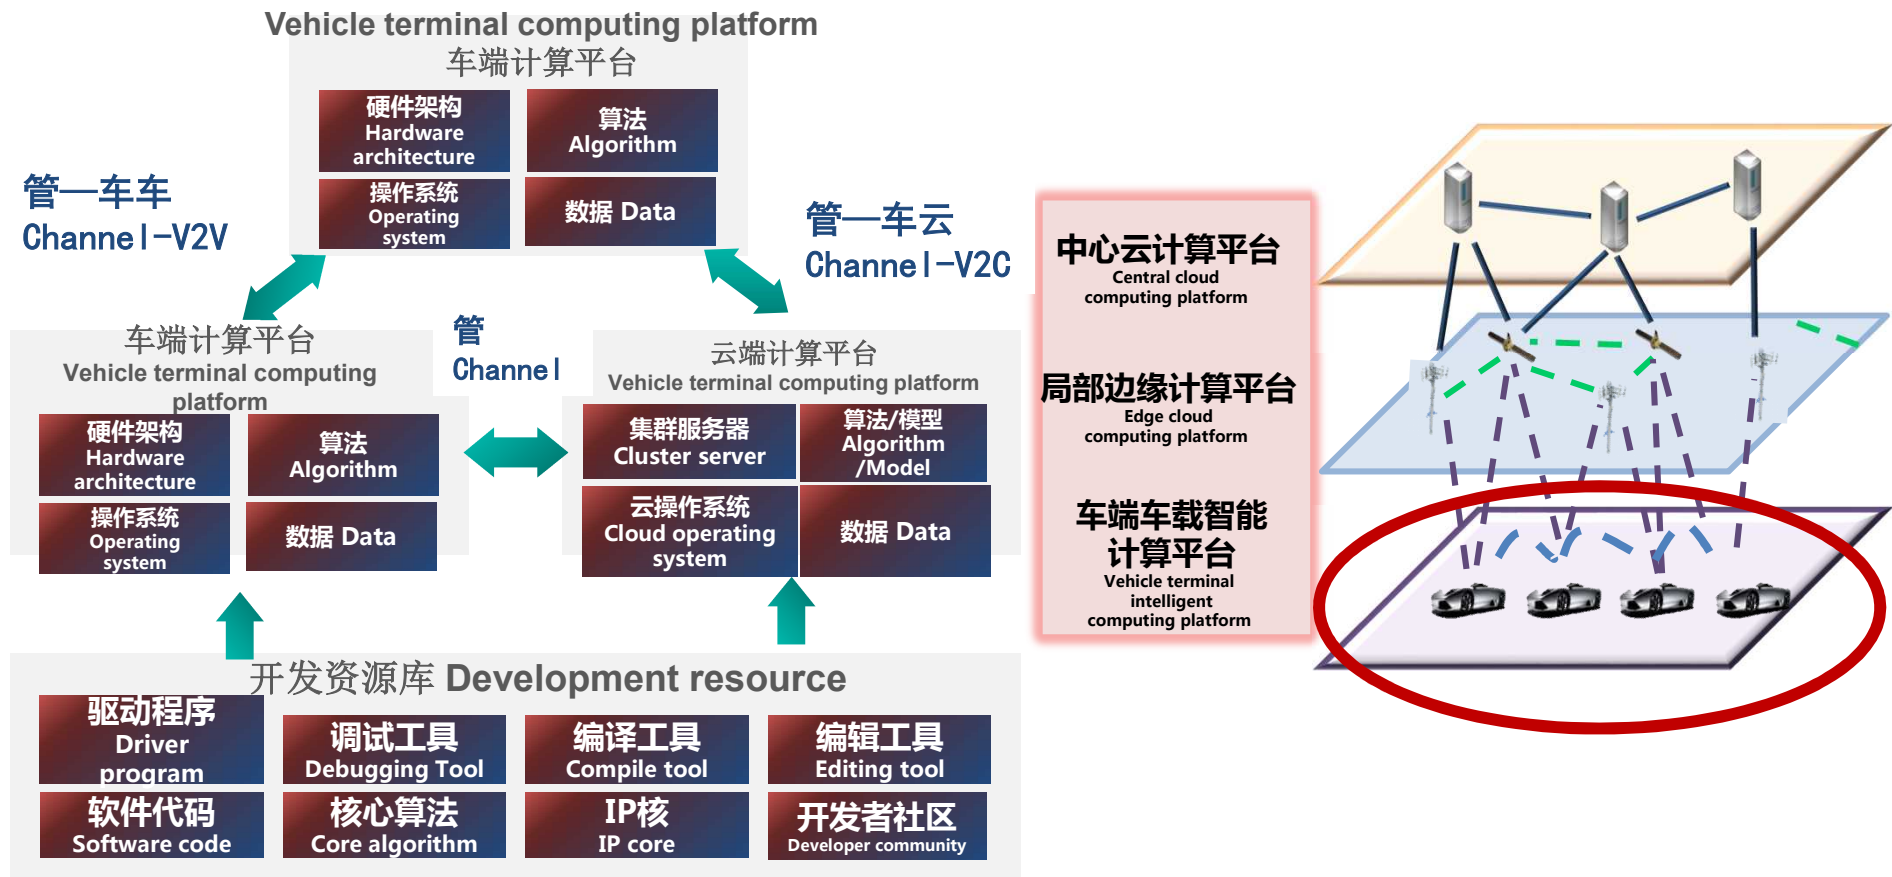 Vehicle terminal computing platform
车端计算平台
硬件架构
Hardware
architecture
算法
Algorithm
操作系统
Operating
system
数据 Data
管—车车
Channel-V2V
管—车云
Channel-V2C
车端计算平台
Vehicle terminal computing
platform
硬件架构
Hardware
architecture
算法
Algorithm
操作系统
Operating
system
数据 Data
管
Channel
云端计算平台
Vehicle terminal computing platform
集群服务器
Cluster server
算法/模型
Algorithm
/Model
云操作系统
Cloud operating
system
数据 Data
开发资源库 Development resource
驱动程序
Driver
program
调试工具
Debugging Tool
编译工具
Compile tool
编辑工具
Editing tool
软件代码
Software code
核心算法
Core algorithm
IP核
IP core
开发者社区
Developer community
中心云计算平台
Central cloud
computing platform
局部边缘计算平台
Edge cloud
computing platform
车端车载智能
计算平台
Vehicle terminal
intelligent
computing platform